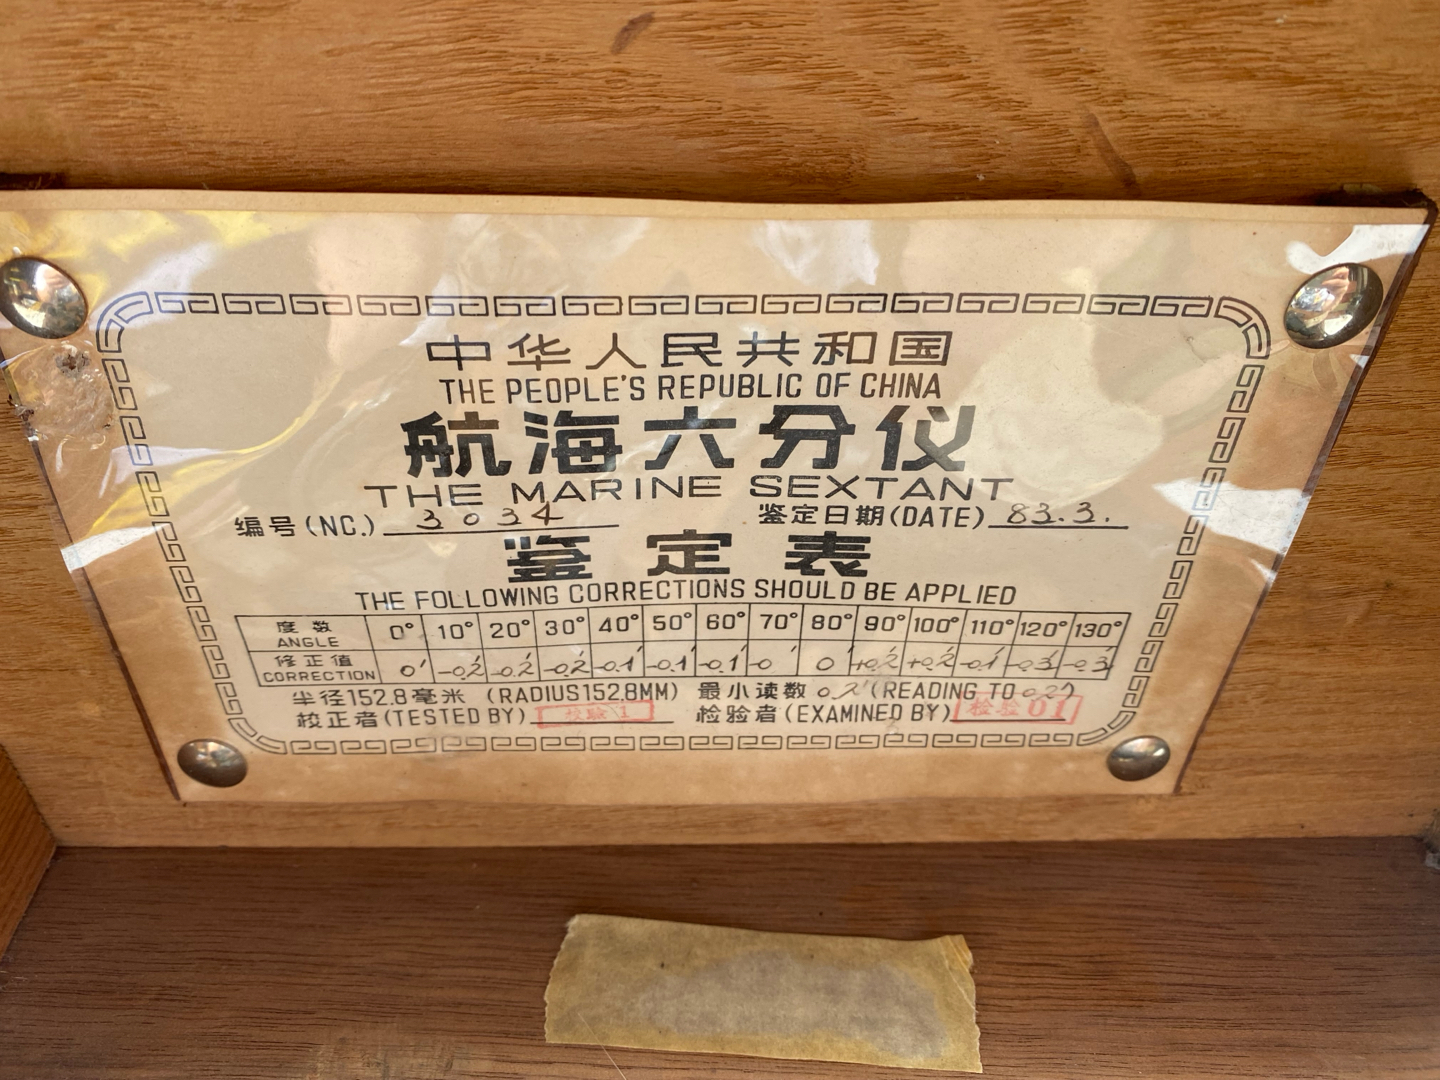 中华人民共和国
THE PEOPLE'S REPUBLIC OF CHINA
航海六分仪
THE MARINE SEXTANT
编号(NC.) 3034 鉴定日期(DATE) 83.3.
鉴定表
THE FOLLOWING CORRECTIONS SHOULD BE APPLIED
度数 ANGLE 0° 10° 20° 30° 40° 50° 60° 70° 80° 90° 100° 110° 120° 130°
修正值 CORRECTION 0′ -0.2′ -0.2′ -0.2′ -0.1′ -0.1′ -0.1′ -0′ 0′ +0.2′ +0.2′ -0.1′ -0.3′ -0.3′
半径152.8毫米 (RADIUS152.8MM) 最小读数 0.2′ (READING TO 0.2′)
校正者(TESTED BY) 校验 1 检验者(EXAMINED BY) 检验01